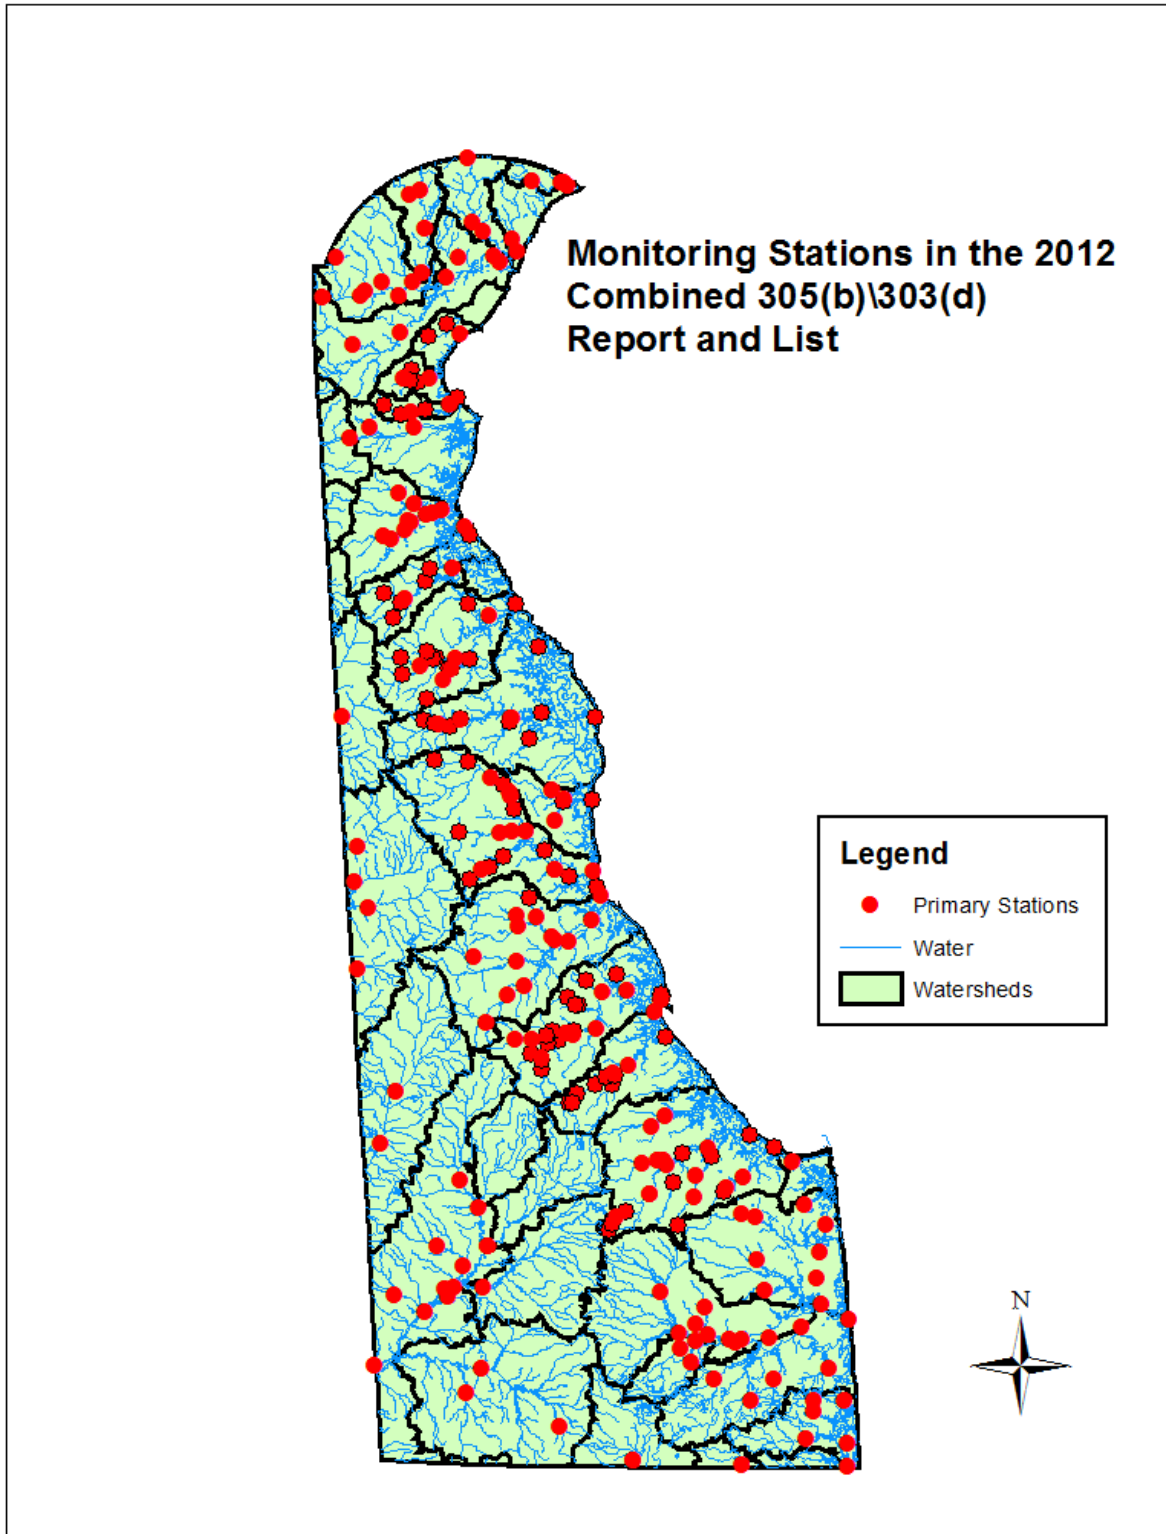 Monitoring Stations in the 2012
Combined 305(b)\303(d)
Report and List
Legend
Primary Stations
Water
Watersheds
N